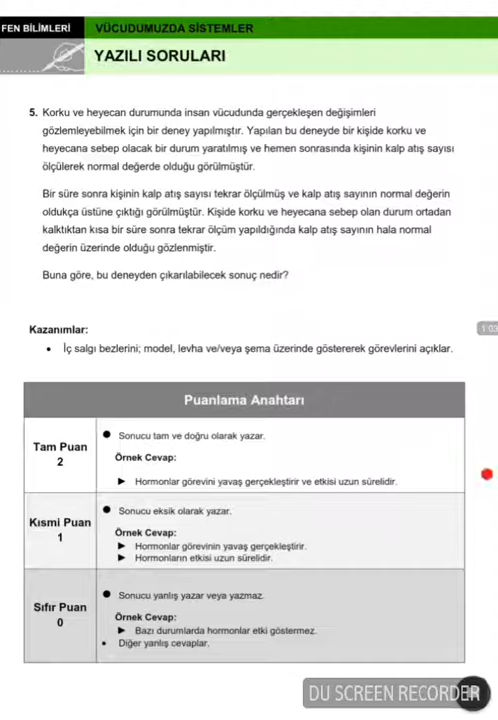 FEN BİLİMLERİ
VÜCUDUMUZDA SİSTEMLER
YAZILI SORULARI
5. Korku ve heyecan durumunda insan vücudunda gerçekleşen değişimleri
gözlemleyebilmek için bir deney yapılmıştır. Yapılan bu deneyde bir kişide korku ve
heyecana sebep olacak bir durum yaratılmış ve hemen sonrasında kişinin kalp atış sayısı
ölçülerek normal değerde olduğu görülmüştür.
Bir süre sonra kişinin kalp atış sayısı tekrar ölçülmüş ve kalp atış sayının normal değerin
oldukça üstüne çıktığı görülmüştür. Kişide korku ve heyecana sebep olan durum ortadan
kalktıktan kısa bir süre sonra tekrar ölçüm yapıldığında kalp atış sayının hala normal
değerin üzerinde olduğu gözlenmiştir.
Buna göre, bu deneyden çıkarılabilecek sonuç nedir?
Kazanımlar:
• İç salgı bezlerini; model, levha ve/veya şema üzerinde göstererek görevlerini açıklar.
1:03
Puanlama Anahtarı
Tam Puan
2
● Sonucu tam ve doğru olarak yazar.
Örnek Cevap:
► Hormonlar görevini yavaş gerçekleştirir ve etkisi uzun sürelidir.
Kısmi Puan
1
● Sonucu eksik olarak yazar.
Örnek Cevap:
► Hormonlar görevinin yavaş gerçekleştirir.
► Hormonların etkisi uzun sürelidir.
Sıfır Puan
0
● Sonucu yanlış yazar veya yazmaz.
Örnek Cevap:
► Bazı durumlarda hormonlar etki göstermez.
• Diğer yanlış cevaplar.
DU SCREEN RECORDER